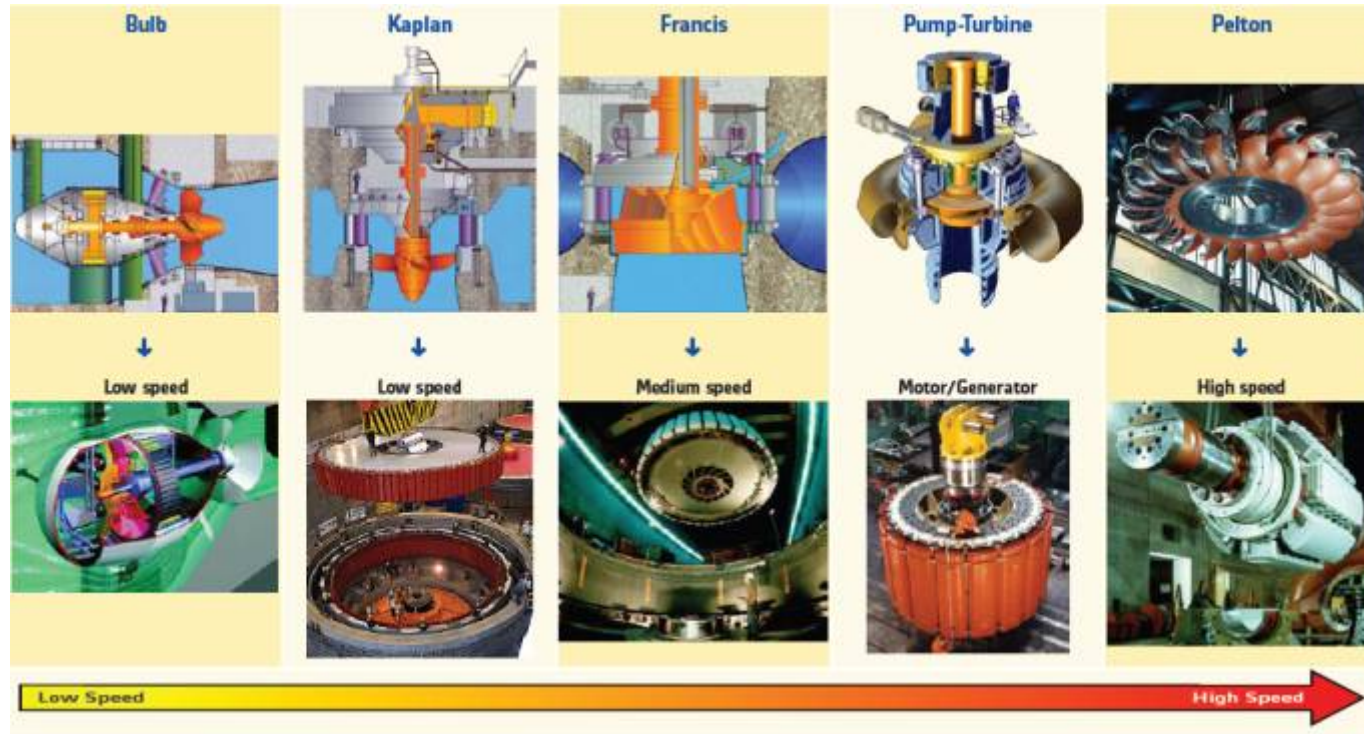 Bulb
Kaplan
Francis
Pump-Turbine
Pelton
Low speed
Low speed
Medium speed
Motor/Generator
High speed
Low Speed
High Speed